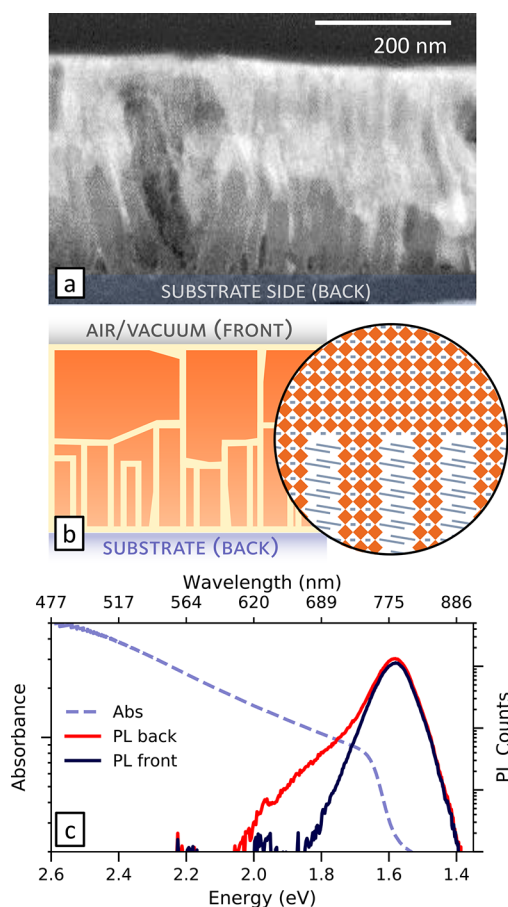 200 nm
a
SUBSTRATE SIDE (BACK)
AIR/VACUUM (FRONT)
b
SUBSTRATE (BACK)
Wavelength (nm)
477 517 564 620 689 775 886
Absorbance
PL Counts
Abs
PL back
PL front
c
2.6 2.4 2.2 2.0 1.8 1.6 1.4
Energy (eV)